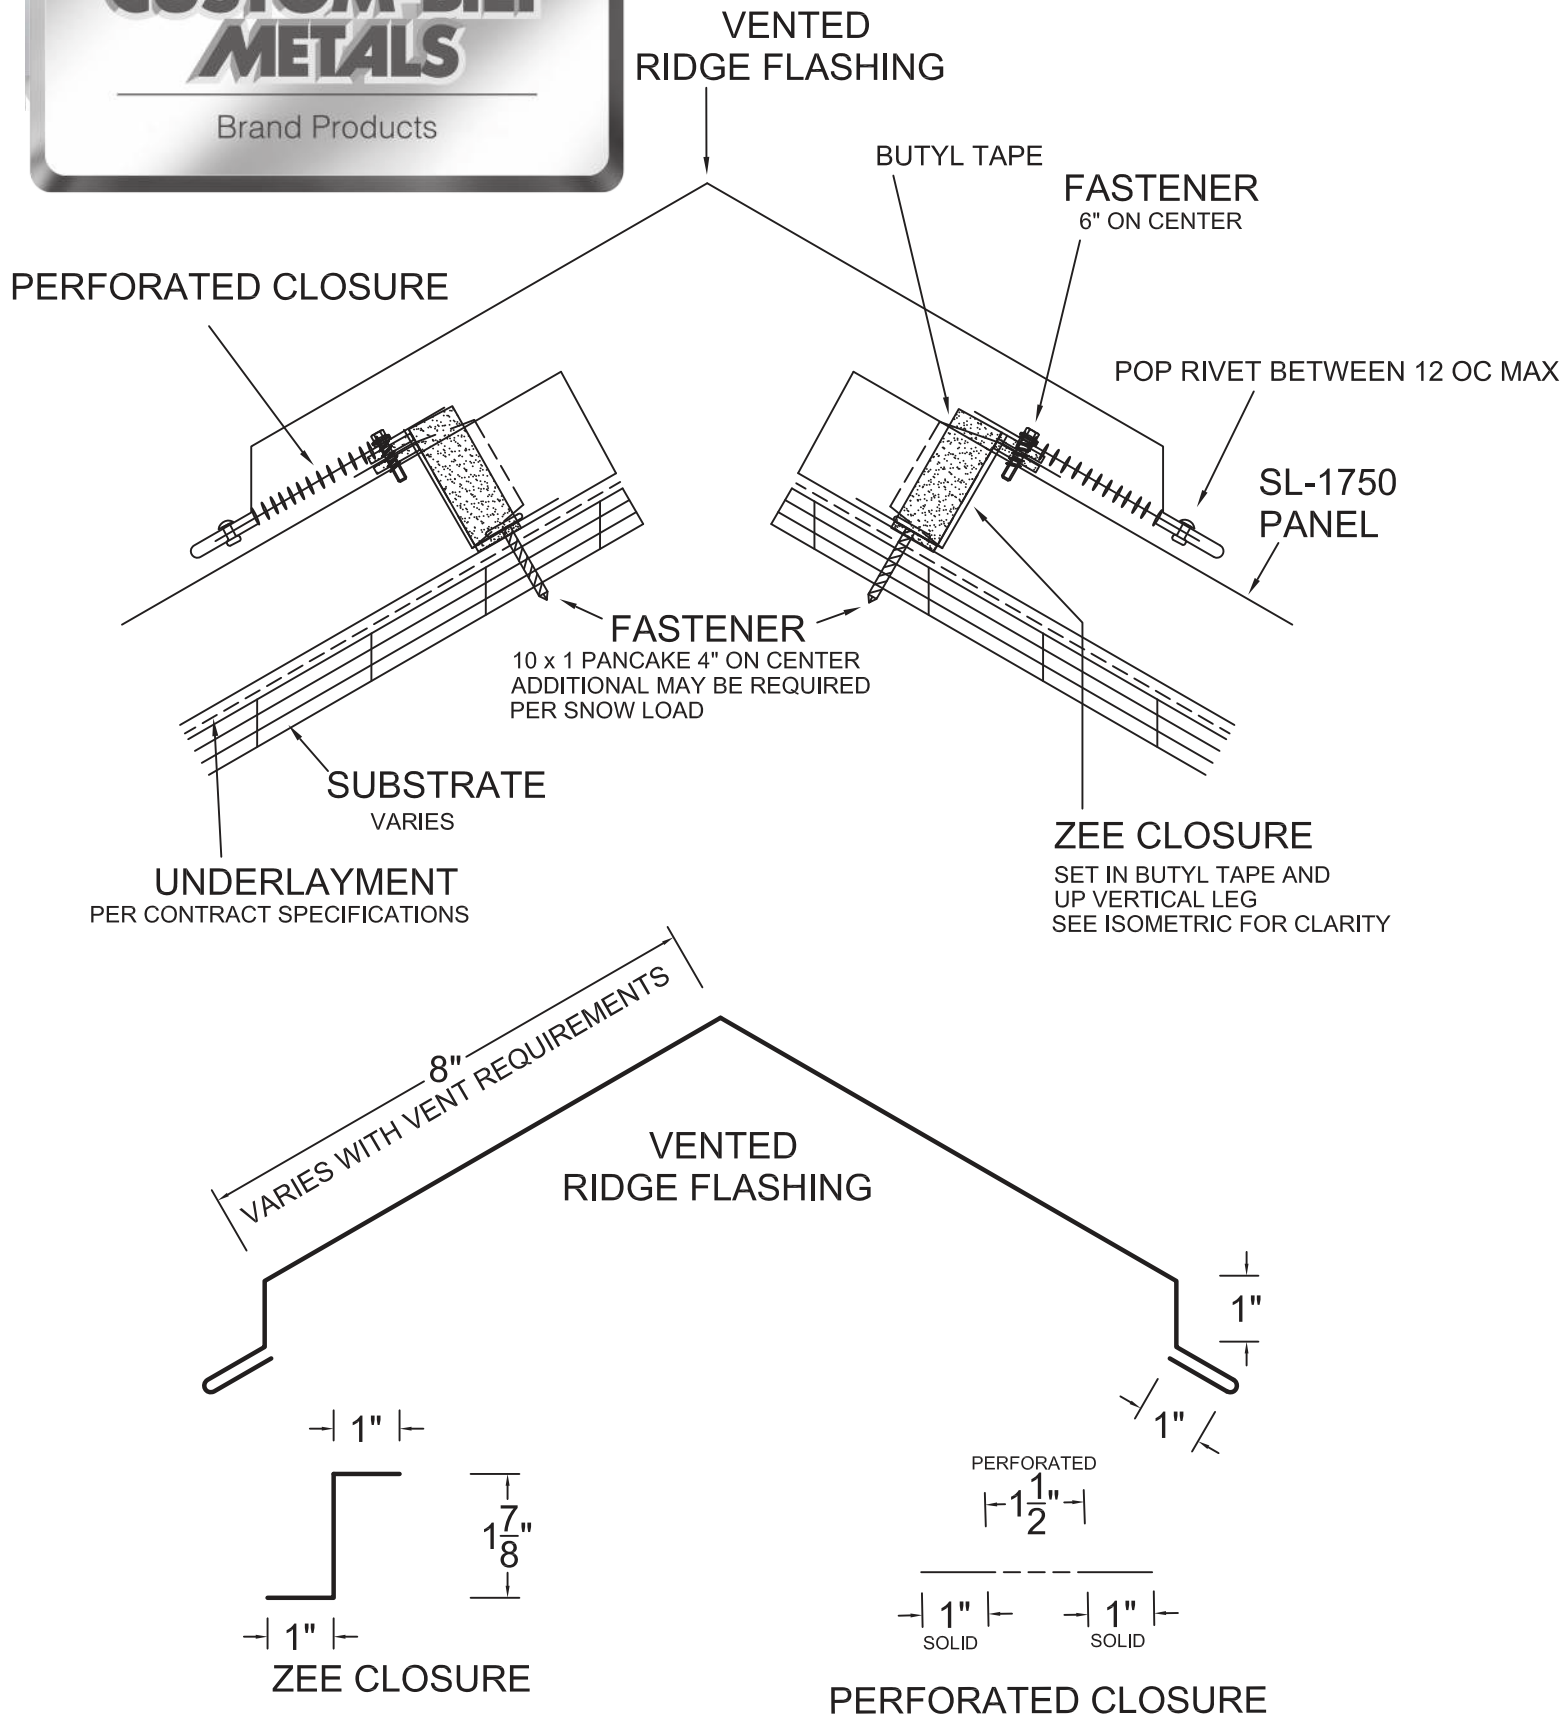 CUSTOM-BILT
METALS
Brand Products
VENTED
RIDGE FLASHING
BUTYL TAPE
FASTENER
6" ON CENTER
PERFORATED CLOSURE
POP RIVET BETWEEN 12 OC MAX
SL-1750
PANEL
FASTENER
10 x 1 PANCAKE 4" ON CENTER
ADDITIONAL MAY BE REQUIRED
PER SNOW LOAD
SUBSTRATE
VARIES
UNDERLAYMENT
PER CONTRACT SPECIFICATIONS
ZEE CLOSURE
SET IN BUTYL TAPE AND
UP VERTICAL LEG
SEE ISOMETRIC FOR CLARITY
8"
VARIES WITH VENT REQUIREMENTS
VENTED
RIDGE FLASHING
1"
1"
1"
1 7/8"
1"
ZEE CLOSURE
PERFORATED
1 1/2"
1" 1"
SOLID SOLID
PERFORATED CLOSURE